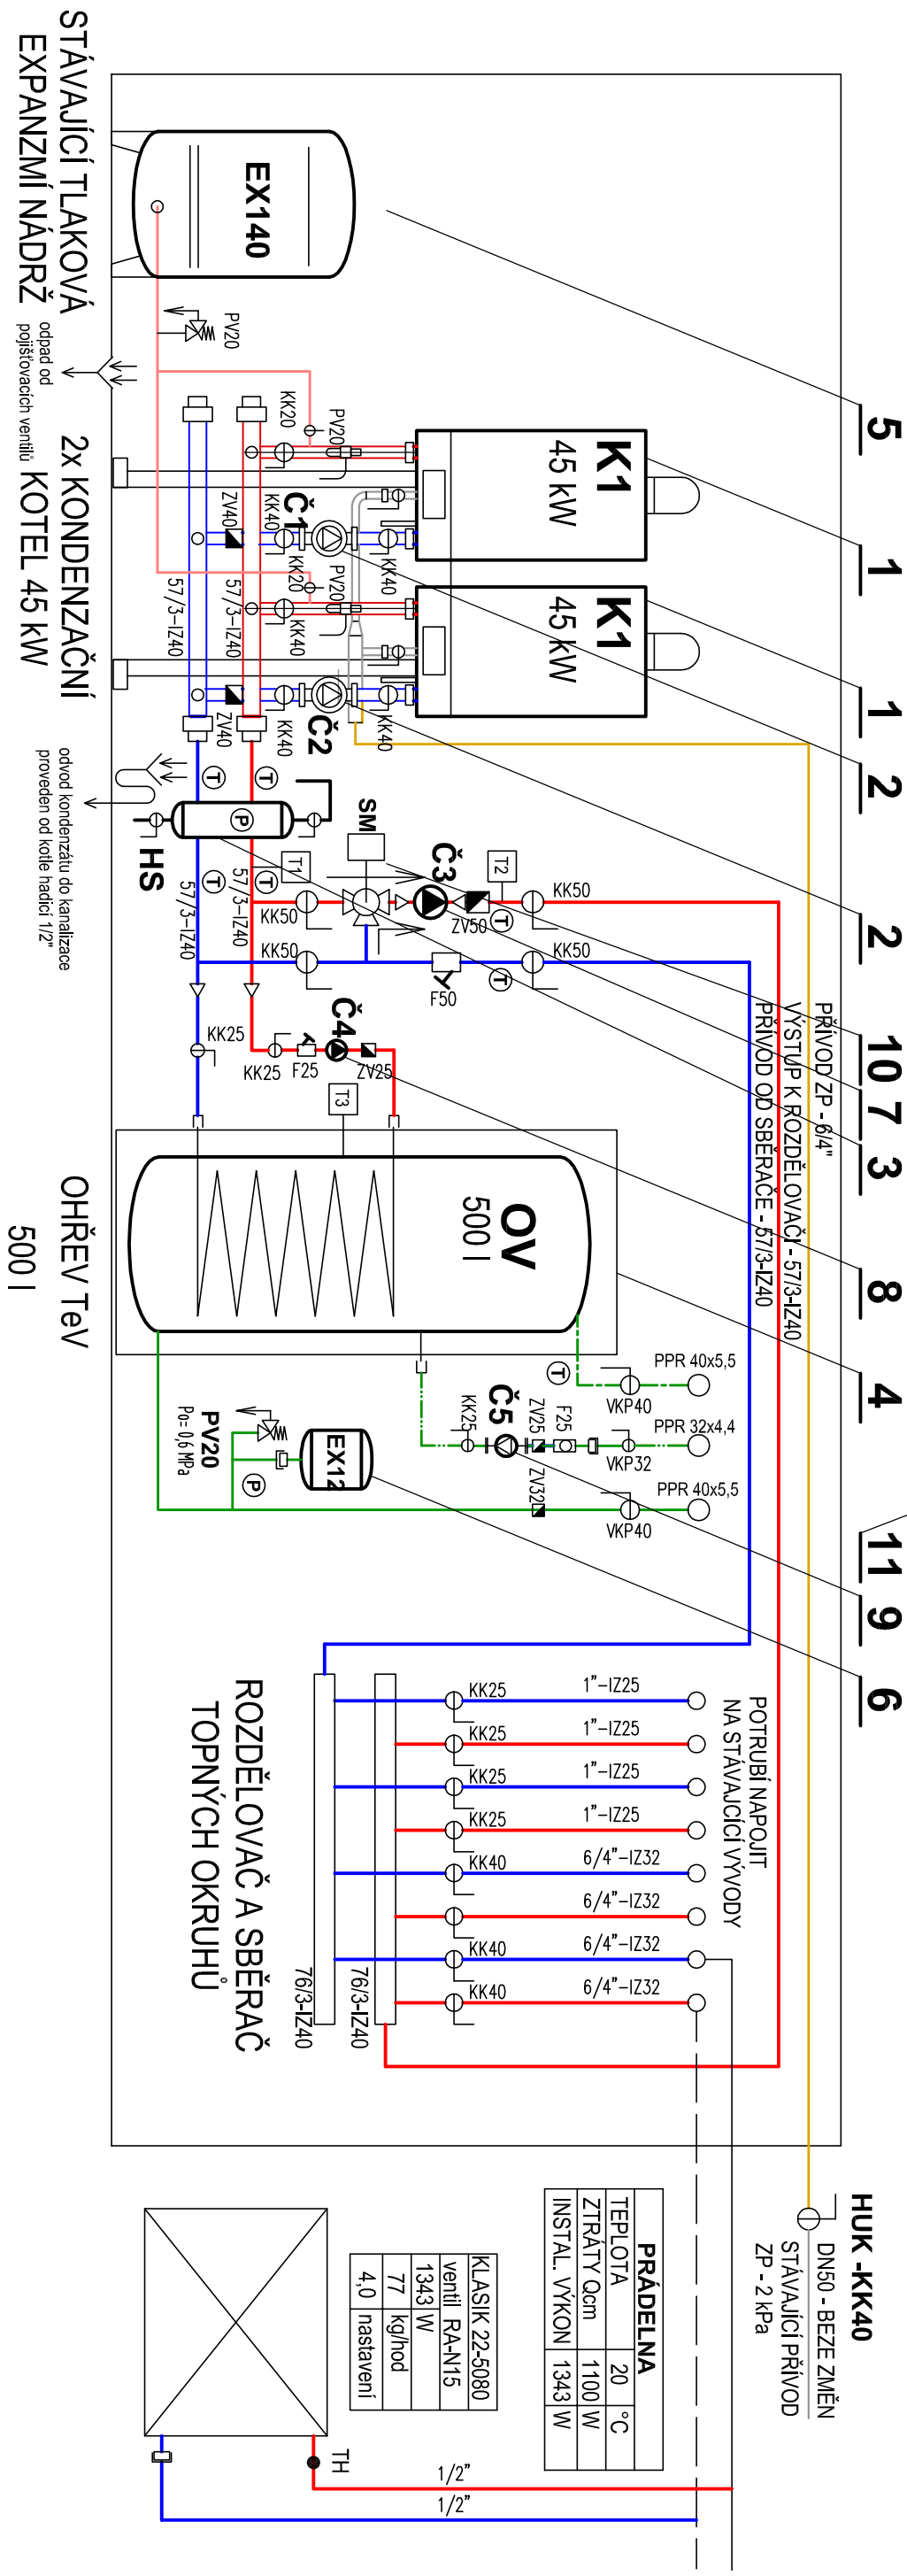 5
1
1
2
2
10
7
3
8
4
11
9
6
EX140
STÁVAJÍCÍ TLAKOVÁ
EXPANZMÍ NÁDRŽ
PV20
odpad od
pojišťovacích ventilů
K1
45 kW
K1
45 kW
2x KONDENZAČNÍ
KOTEL 45 kW
KK20
PV20
KK40
Č1
ZV40
KK40
KK20
PV20
KK40
57/3-IZ40
57/3-IZ40
Č2
KK40
KK40
ZV40
T
T
P
HS
T
T
57/3-IZ40
57/3-IZ40
odvod kondenzátu do kanalizace
proveden od kotle hadicí 1/2"
SM
T1
KK50
Č3
ZV50
T2
T
KK50
KK50
F50
T
KK50
KK25
KK25
F25
Č4
ZV25
T3
PŘÍVOD ZP - 6/4"
VÝSTUP K ROZDĚLOVAČI - 57/3-IZ40
PŘÍVOD OD SBĚRAČE - 57/3-IZ40
OV
500 l
OHŘEV TeV
500 l
T
PPR 40x5,5
VKP40
KK25
Č5
ZV25
F25
VKP32
PPR 32x4,4
PPR 40x5,5
VKP40
ZV32
EX12
P
PV20
Po= 0,6 MPa
POTRUBÍ NAPOJIT
NA STÁVAJCÍCÍ VÝVODY
KK25
1"-IZ25
KK25
1"-IZ25
KK25
1"-IZ25
KK25
1"-IZ25
KK40
6/4"-IZ32
6/4"-IZ32
KK40
6/4"-IZ32
KK40
6/4"-IZ32
76/3-IZ40
76/3-IZ40
ROZDĚLOVAČ A SBĚRAČ
TOPNÝCH OKRUHŮ
HUK -KK40
DN50 - BEZE ZMĚN
STÁVAJÍCÍ PŘÍVOD
ZP - 2 kPa
PRÁDELNA
TEPLOTA 20 °C
ZTRÁTY Qcm 1100 W
INSTAL. VÝKON 1343 W
KLASIK 22-5080
ventil RA-N15
1343 W
77 kg/hod
4,0 nastavení
TH
1/2"
1/2"